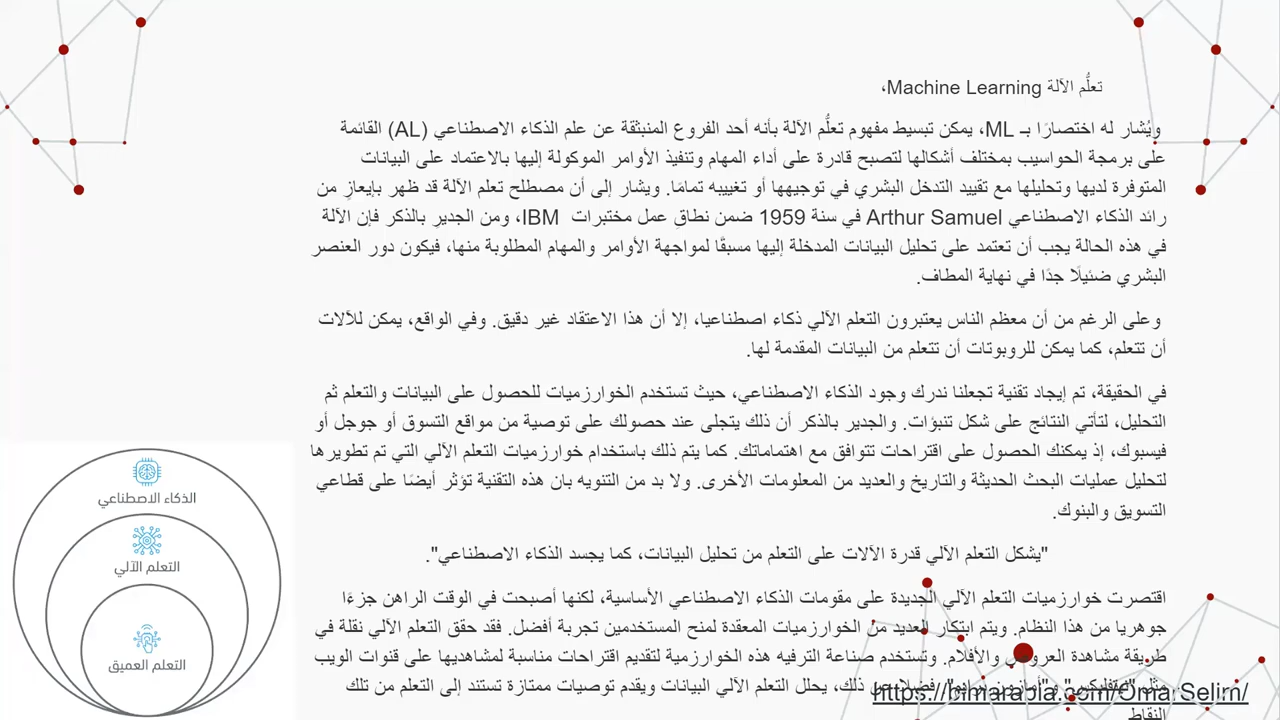 تعلُّم الآلة Machine Learning،
ويُشار له اختصارًا بـ ML، يمكن تبسيط مفهوم تعلُّم الآلة بأنه أحد الفروع المنبثقة عن علم الذكاء الاصطناعي (AL) القائمة
على برمجة الحواسيب بمختلف أشكالها لتصبح قادرة على أداء المهام وتنفيذ الأوامر الموكولة إليها بالاعتماد على البيانات
المتوفرة لديها وتحليلها مع تقييد التدخل البشري في توجيهها أو تغييبه تمامًا. ويشار إلى أن مصطلح تعلم الآلة قد ظهر بإيعازٍ من
رائد الذكاء الاصطناعي Arthur Samuel في سنة 1959 ضمن نطاقِ عمل مختبرات IBM، ومن الجدير بالذكر فإن الآلة
في هذه الحالة يجب أن تعتمد على تحليل البيانات المدخلة إليها مسبقًا لمواجهة الأوامر والمهام المطلوبة منها، فيكون دور العنصر
البشري ضئيلًا جدًا في نهاية المطاف.
وعلى الرغم من أن معظم الناس يعتبرون التعلم الآلي ذكاء اصطناعيا، إلا أن هذا الاعتقاد غير دقيق. وفي الواقع، يمكن للآلات
أن تتعلم، كما يمكن للروبوتات أن تتعلم من البيانات المقدمة لها.
في الحقيقة، تم إيجاد تقنية تجعلنا ندرك وجود الذكاء الاصطناعي، حيث تستخدم الخوارزميات للحصول على البيانات والتعلم ثم
التحليل، لتأتي النتائج على شكل تنبؤات. والجدير بالذكر أن ذلك يتجلى عند حصولك على توصية من مواقع التسوق أو جوجل أو
فيسبوك، إذ يمكنك الحصول على اقتراحات تتوافق مع اهتماماتك. كما يتم ذلك باستخدام خوارزميات التعلم الآلي التي تم تطويرها
لتحليل عمليات البحث الحديثة والتاريخ والعديد من المعلومات الأخرى. ولا بد من التنويه بان هذه التقنية تؤثر أيضًا على قطاعي
التسويق والبنوك.
"يشكل التعلم الآلي قدرة الآلات على التعلم من تحليل البيانات، كما يجسد الذكاء الاصطناعي".
اقتصرت خوارزميات التعلم الآلي الجديدة على مقومات الذكاء الاصطناعي الأساسية، لكنها أصبحت في الوقت الراهن جزءًا
جوهريا من هذا النظام. ويتم ابتكار العديد من الخوارزميات المعقدة لمنح المستخدمين تجربة أفضل. فقد حقق التعلم الآلي نقلة في
طريقة مشاهدة العروض والأفلام. وتستخدم صناعة الترفيه هذه الخوارزمية لتقديم اقتراحات مناسبة لمشاهديها على قنوات الويب
ذلك، يحلل التعلم الآلي البيانات ويقدم توصيات ممتازة تستند إلى التعلم من تلك
النقاط
https://bimarabia.com/OmarSelim/
الذكاء الاصطناعي
التعلم الآلي
التعلم العميق